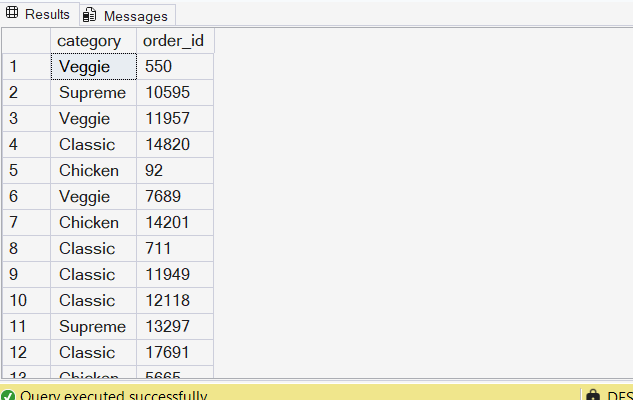 Results Messages
category order_id
1 Veggie 550
2 Supreme 10595
3 Veggie 11957
4 Classic 14820
5 Chicken 92
6 Veggie 7689
7 Chicken 14201
8 Classic 711
9 Classic 11949
10 Classic 12118
11 Supreme 13297
12 Classic 17691
13 Chicken 5665
Query executed successfully DES